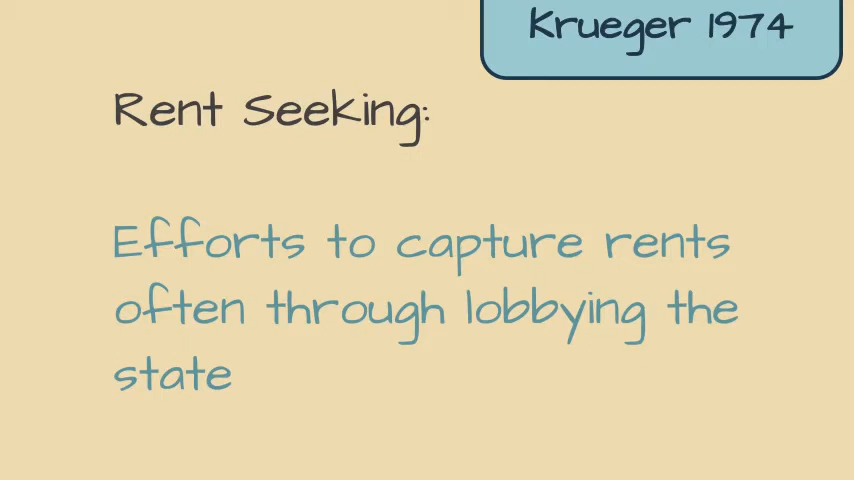 Krueger 1974
Rent Seeking:
Efforts to capture rents
often through lobbying the
state